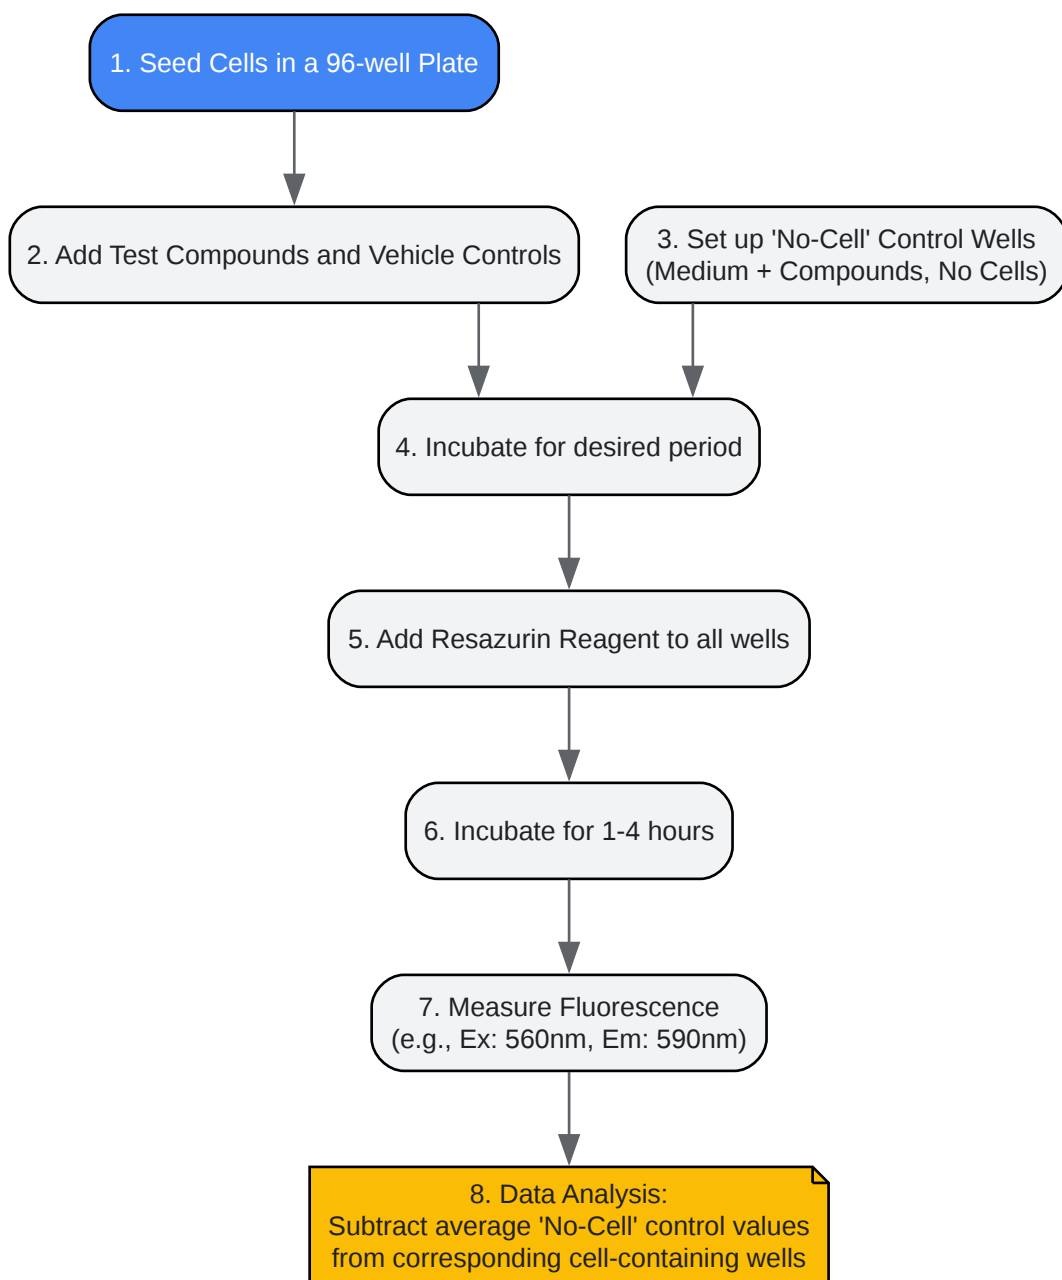 1. Seed Cells in a 96-well Plate
2. Add Test Compounds and Vehicle Controls
3. Set up 'No-Cell' Control Wells
(Medium + Compounds, No Cells)
4. Incubate for desired period
5. Add Resazurin Reagent to all wells
6. Incubate for 1-4 hours
7. Measure Fluorescence
(e.g., Ex: 560nm, Em: 590nm)
8. Data Analysis:
Subtract average 'No-Cell' control values
from corresponding cell-containing wells